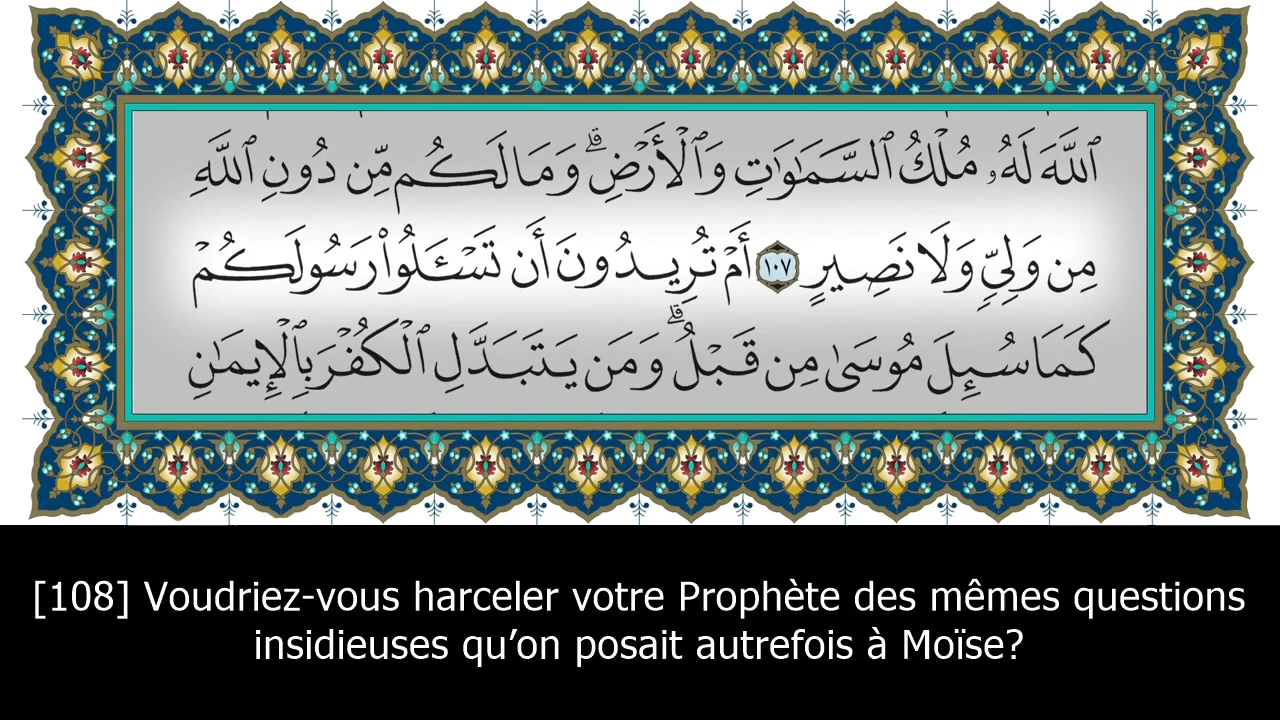 ٱللَّهَ لَهُۥ مُلْكُ ٱلسَّمَٰوَٰتِ وَٱلْأَرْضِ ۗ وَمَا لَكُم مِّن دُونِ ٱللَّهِ
مِن وَلِىٍّ وَلَا نَصِيرٍ ١٠٧ أَمْ تُرِيدُونَ أَن تَسْـَٔلُوا۟ رَسُولَكُمْ
كَمَا سُئِلَ مُوسَىٰ مِن قَبْلُ ۗ وَمَن يَتَبَدَّلِ ٱلْكُفْرَ بِٱلْإِيمَٰنِ
[108] Voudriez-vous harceler votre Prophète des mêmes questions
insidieuses qu’on posait autrefois à Moïse?